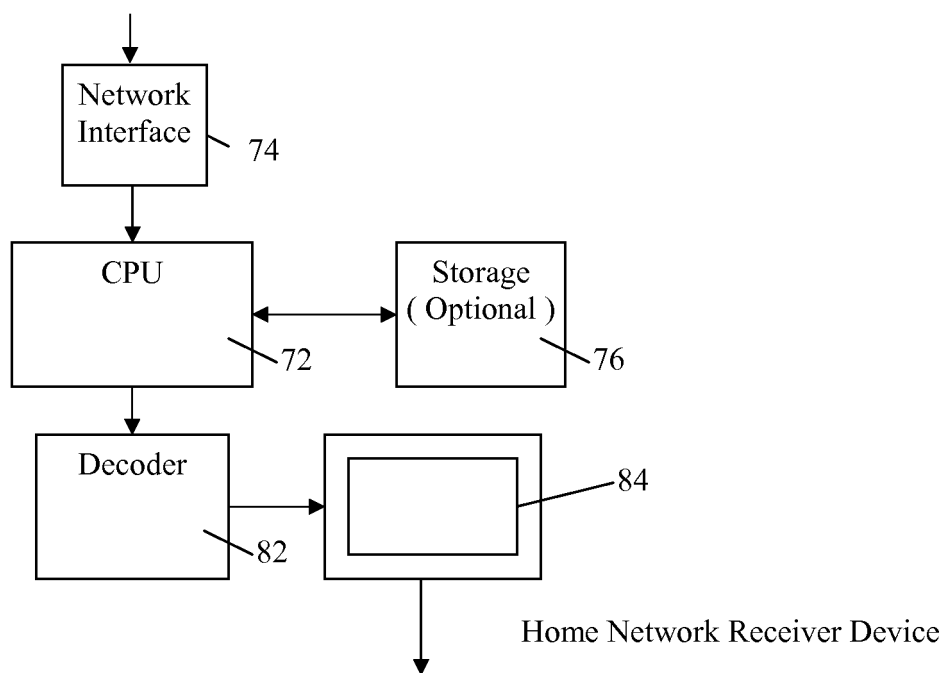 Network
Interface
74
CPU
Storage
( Optional )
72
76
Decoder
84
82
Home Network Receiver Device